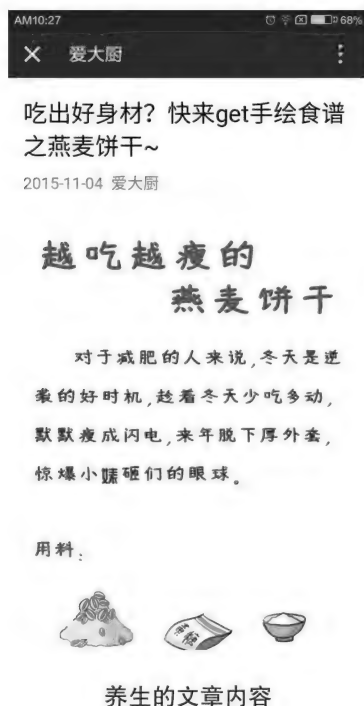 AM10:27 68%
爱大厨
吃出好身材？快来get手绘食谱
之燕麦饼干~
2015-11-04 爱大厨
越吃越瘦的
燕麦饼干
对于减肥的人来说,冬天是逆
袭的好时机,趁着冬天少吃多动,
默默瘦成闪电,来年脱下厚外套,
惊爆小婊砸们的眼球。
用料:
养生的文章内容